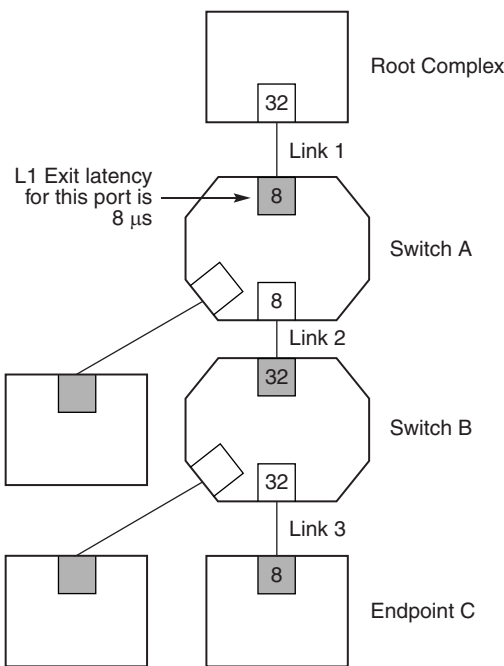 Root Complex
32
Link 1
L1 Exit latency
for this port is
8 μs
8
Switch A
8
Link 2
32
Switch B
32
Link 3
8
Endpoint C